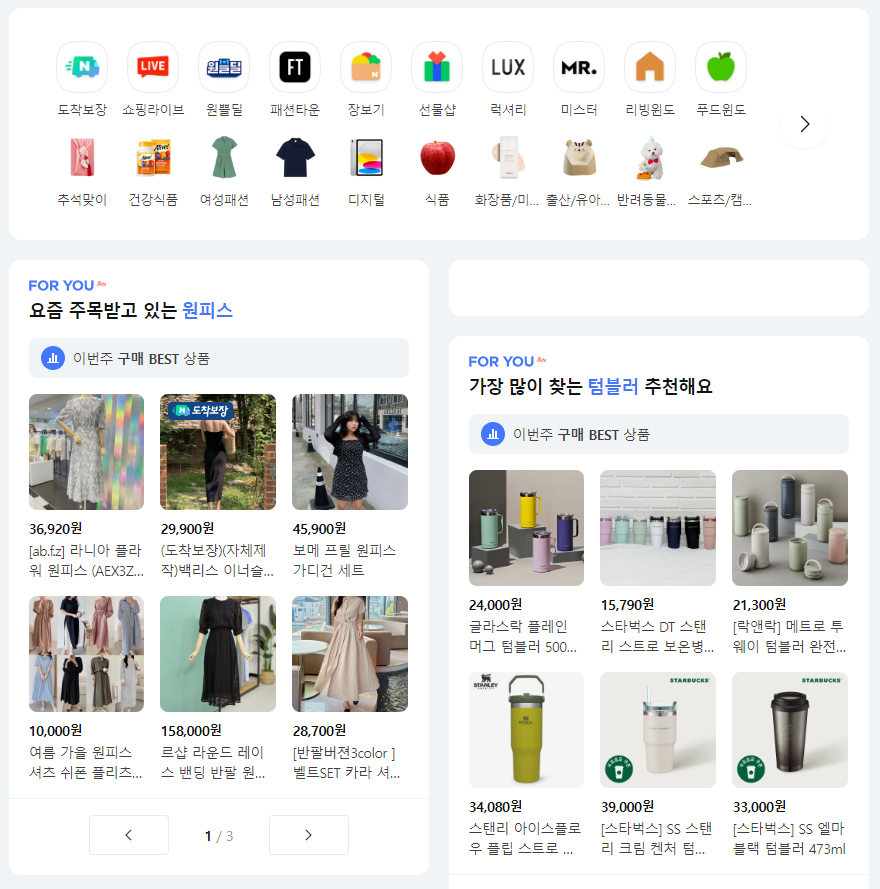 N
LIVE
원쁠딜
FT
N
LUX
MR.
도착보장
쇼핑라이브
원쁠딜
패션타운
장보기
선물샵
럭셔리
미스터
리빙윈도
푸드윈도
추석맞이
건강식품
여성패션
남성패션
디지털
식품
화장품/미...
출산/유아...
반려동물...
스포츠/캠...
FOR YOU Beta
요즘 주목받고 있는 원피스
이번주 구매 BEST 상품
N 도착보장
36,920원
[ab.f.z] 라니아 플라
워 원피스 (AEX3Z...
29,900원
(도착보장)(자체제
작)백리스 이너슬...
45,900원
보메 프릴 원피스
가디건 세트
10,000원
여름 가을 원피스
셔츠 쉬폰 플리츠...
158,000원
르샵 라운드 레이
스 밴딩 반팔 원...
28,700원
[반팔버젼3color ]
벨트SET 카라 셔...
1 / 3
FOR YOU Beta
가장 많이 찾는 텀블러 추천해요
이번주 구매 BEST 상품
24,000원
글라스락 플레인
머그 텀블러 500...
15,790원
스타벅스 DT 스탠
리 스트로 보온병...
21,300원
[락앤락] 메트로 투
웨이 텀블러 완전...
STANLEY
STARBUCKS
STARBUCKS
34,080원
스탠리 아이스플로
우 플립 스트로 ...
39,000원
[스타벅스] SS 스탠
리 크림 켄처 텀...
33,000원
[스타벅스] SS 엘마
블랙 텀블러 473ml